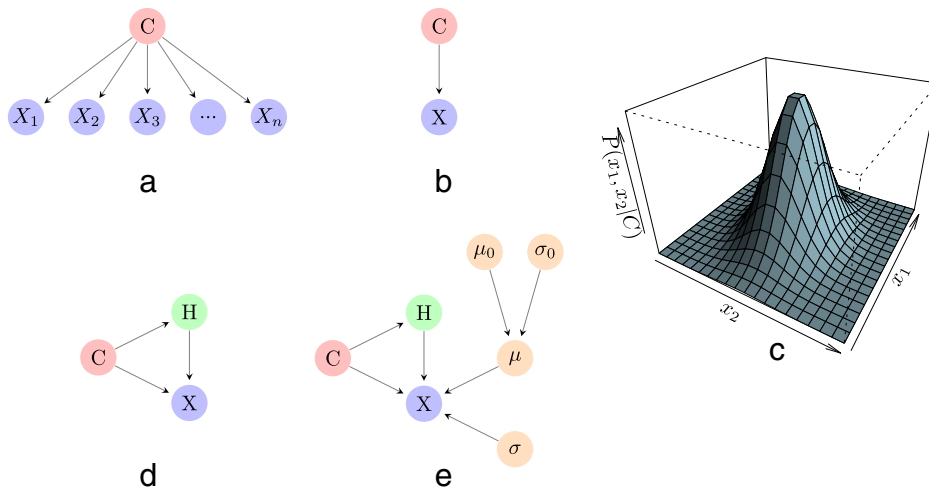 C
X₁ X₂ X₃ ... Xₙ
a
C
X
b
P(x₁, x₂|C)
x₂
x₁
c
C
H
X
d
μ₀ σ₀
H
C
μ
X
σ
e